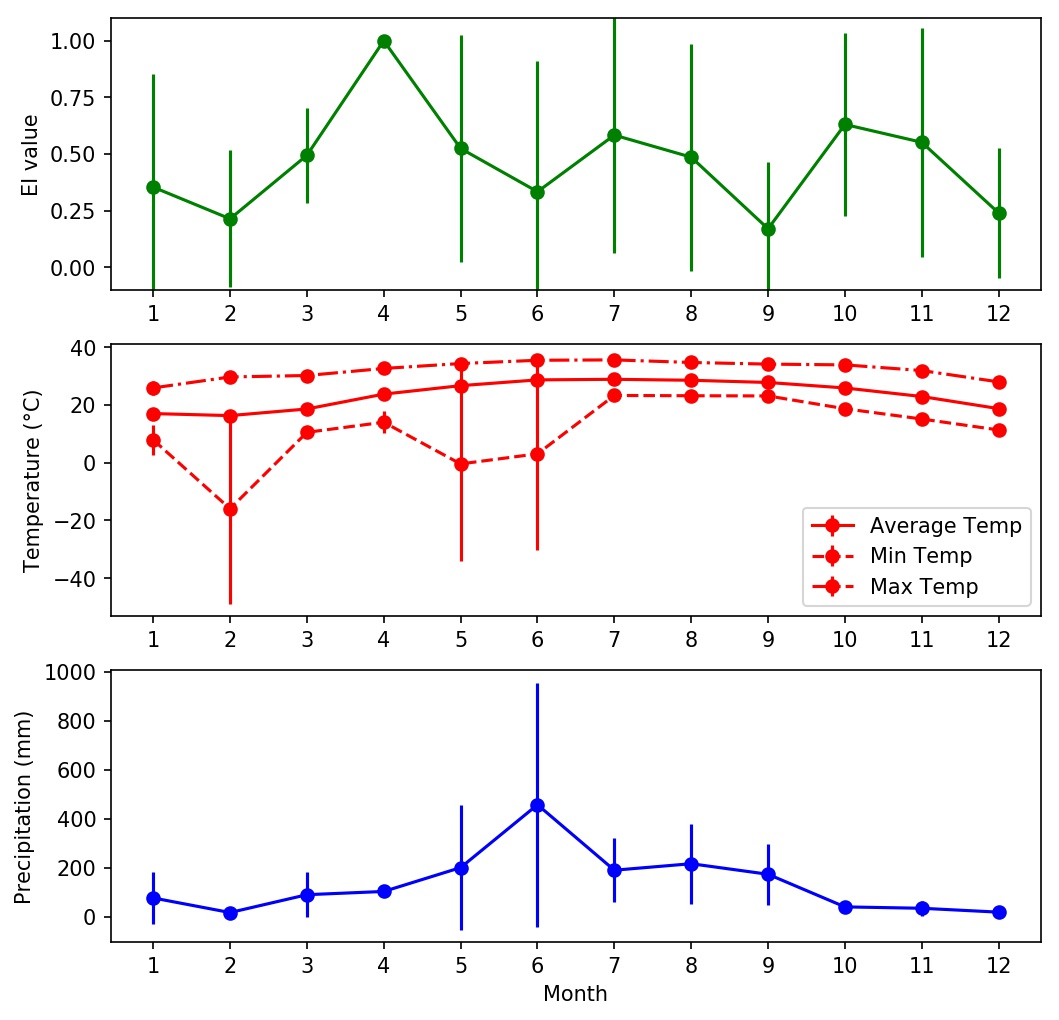 EI value
1.00
0.75
0.50
0.25
0.00
1 2 3 4 5 6 7 8 9 10 11 12
Temperature (°C)
40
20
0
−20
−40
Average Temp
Min Temp
Max Temp
1 2 3 4 5 6 7 8 9 10 11 12
Precipitation (mm)
1000
800
600
400
200
0
1 2 3 4 5 6 7 8 9 10 11 12
Month